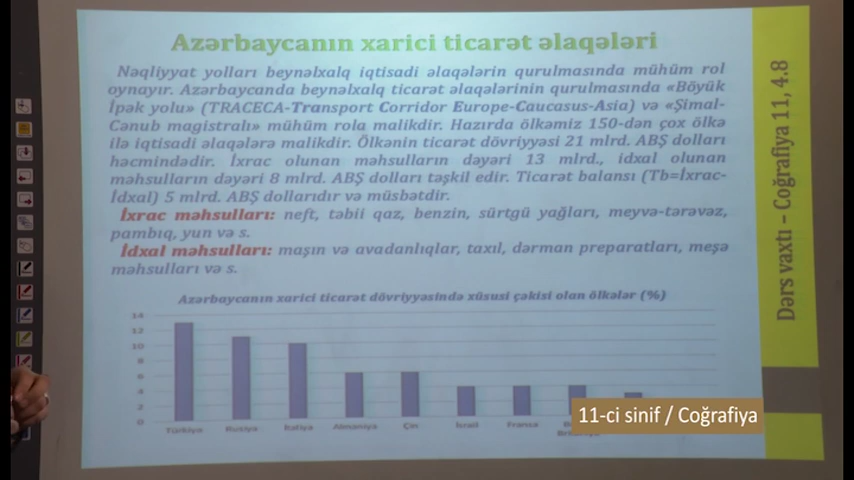 Azərbaycanın xarici ticarət əlaqələri
Nəqliyyat yolları beynəlxalq iqtisadi əlaqələrin qurulmasında mühüm rol
oynayır. Azərbaycanda beynəlxalq ticarət əlaqələrinin qurulmasında «Böyük
İpək yolu» (TRACECA-Transport Corridor Europe-Caucasus-Asia) və «Şimal-
Cənub magistralı» mühüm rola malikdir. Hazırda ölkəmiz 150-dən çox ölkə
ilə iqtisadi əlaqələrə malikdir. Ölkənin ticarət dövriyyəsi 21 mlrd. ABŞ dolları
həcmindədir. İxrac olunan məhsulların dəyəri 13 mlrd., idxal olunan
məhsulların dəyəri 8 mlrd. ABŞ dolları təşkil edir. Ticarət balansı (Tb=İxrac-
İdxal) 5 mlrd. ABŞ dollarıdır və müsbətdir.
İxrac məhsulları: neft, təbii qaz, benzin, sürtgü yağları, meyvə-tərəvəz,
pambıq, yun və s.
İdxal məhsulları: maşın və avadanlıqlar, taxıl, dərman preparatları, meşə
məhsulları və s.
Azərbaycanın xarici ticarət dövriyyəsində xüsusi çəkisi olan ölkələr (%)
14
12
10
8
6
4
2
0
Türkiyə Rusiya İtaliya Almaniya Çin İsrail Fransa
Dərs vaxtı – Coğrafiya 11, 4.8
11-ci sinif / Coğrafiya